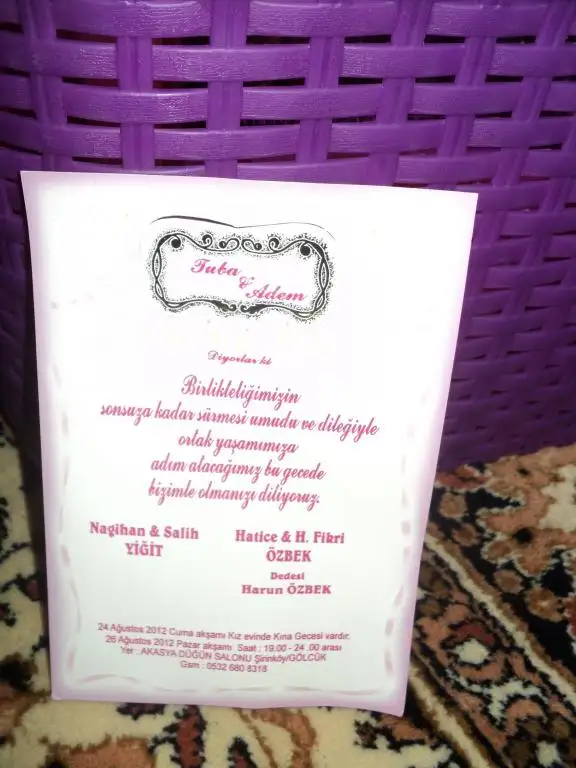 Tuba
&
Adem
Diyorlar ki
Birlikteliğimizin
sonsuza kadar sürmesi umudu ve dileğiyle
ortak yaşamımıza
adım atacağımız bu gecede
bizimle olmanızı diliyoruz.
Nagihan & Salih
YİĞİT
Hatice & H. Fikri
ÖZBEK
Dedesi
Harun ÖZBEK
24 Ağustos 2012 Cuma akşamı Kız evinde Kına Gecesi vardır.
26 Ağustos 2012 Pazar akşamı Saat : 19.00 - 24 .00 arası
Yer : AKASYA DÜĞÜN SALONU Şirinköy/GÖLCÜK
Gsm : 0532 680 8318